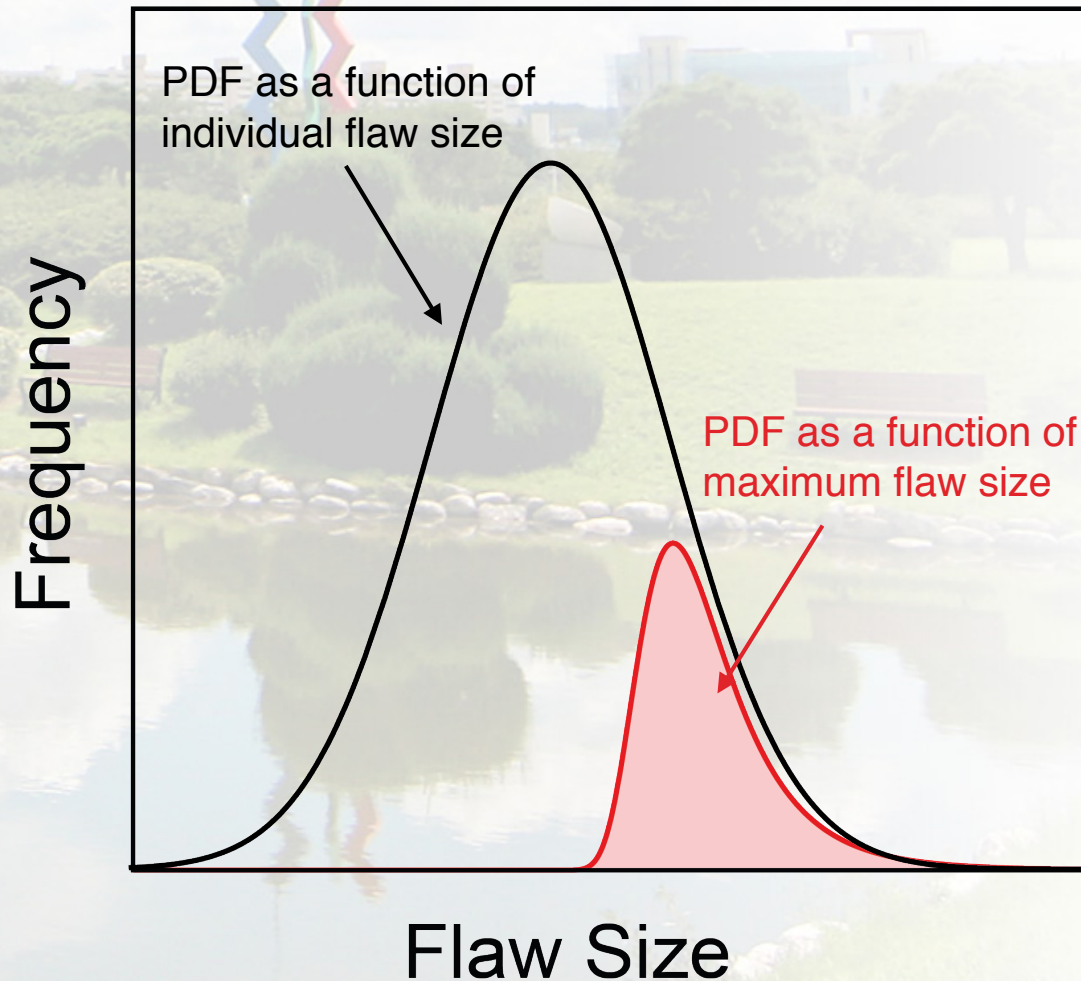 PDF as a function of
individual flaw size
Frequency
PDF as a function of
maximum flaw size
Flaw Size